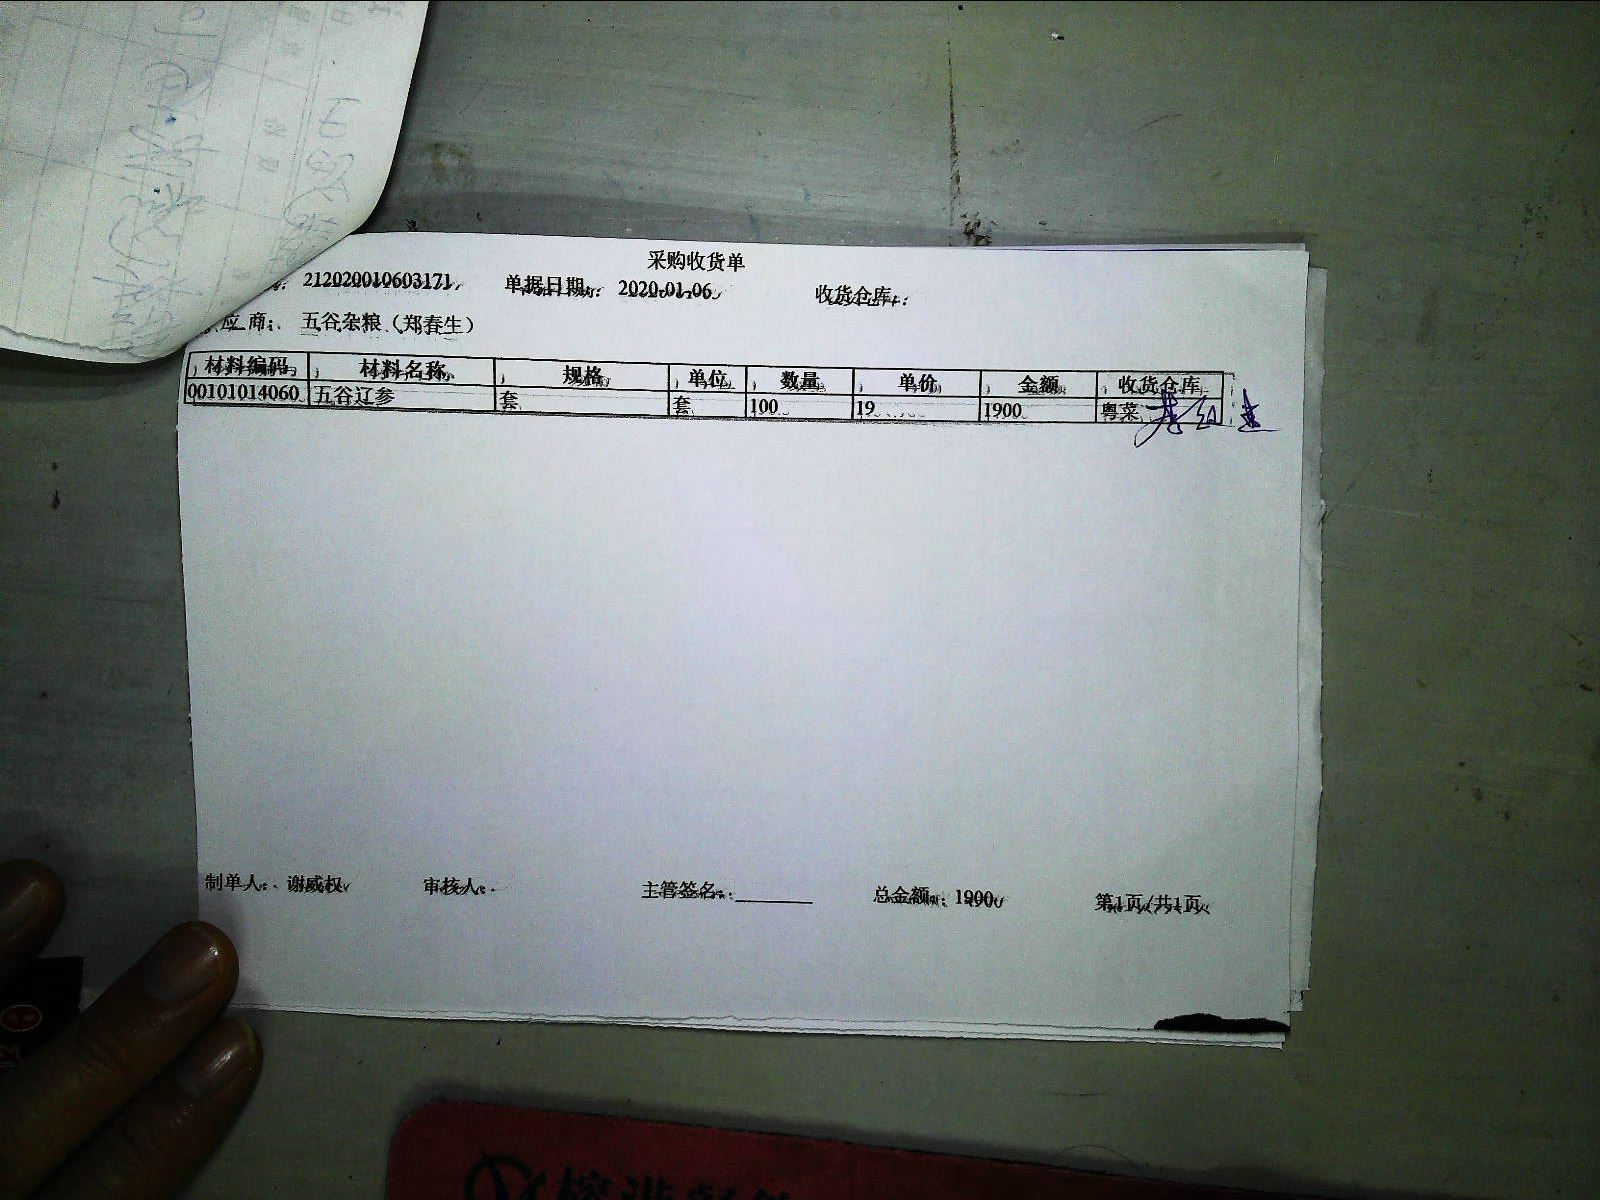 采购收货单
212020010603171 单据日期: 2020-01-06 收货仓库:
应商: 五谷杂粮（郑春生）
材料编码 材料名称 规格 单位 数量 单价 金额 收货仓库
00101014060 五谷辽参 套 套 100 19 1900 粤菜
制单人: 谢威权 审核人: 主管签名: 总金额: 1900 第1页/共1页